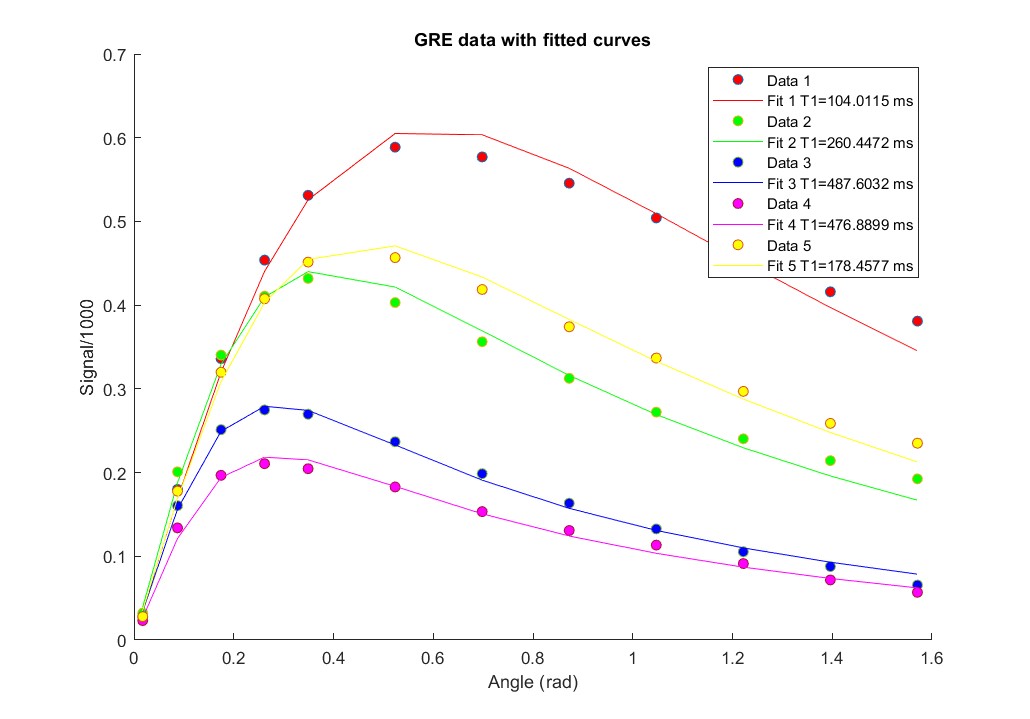 GRE data with fitted curves
0.7
0.6
0.5
0.4
0.3
0.2
0.1
0
Signal/1000
Data 1
Fit 1 T1=104.0115 ms
Data 2
Fit 2 T1=260.4472 ms
Data 3
Fit 3 T1=487.6032 ms
Data 4
Fit 4 T1=476.8899 ms
Data 5
Fit 5 T1=178.4577 ms
0 0.2 0.4 0.6 0.8 1 1.2 1.4 1.6
Angle (rad)